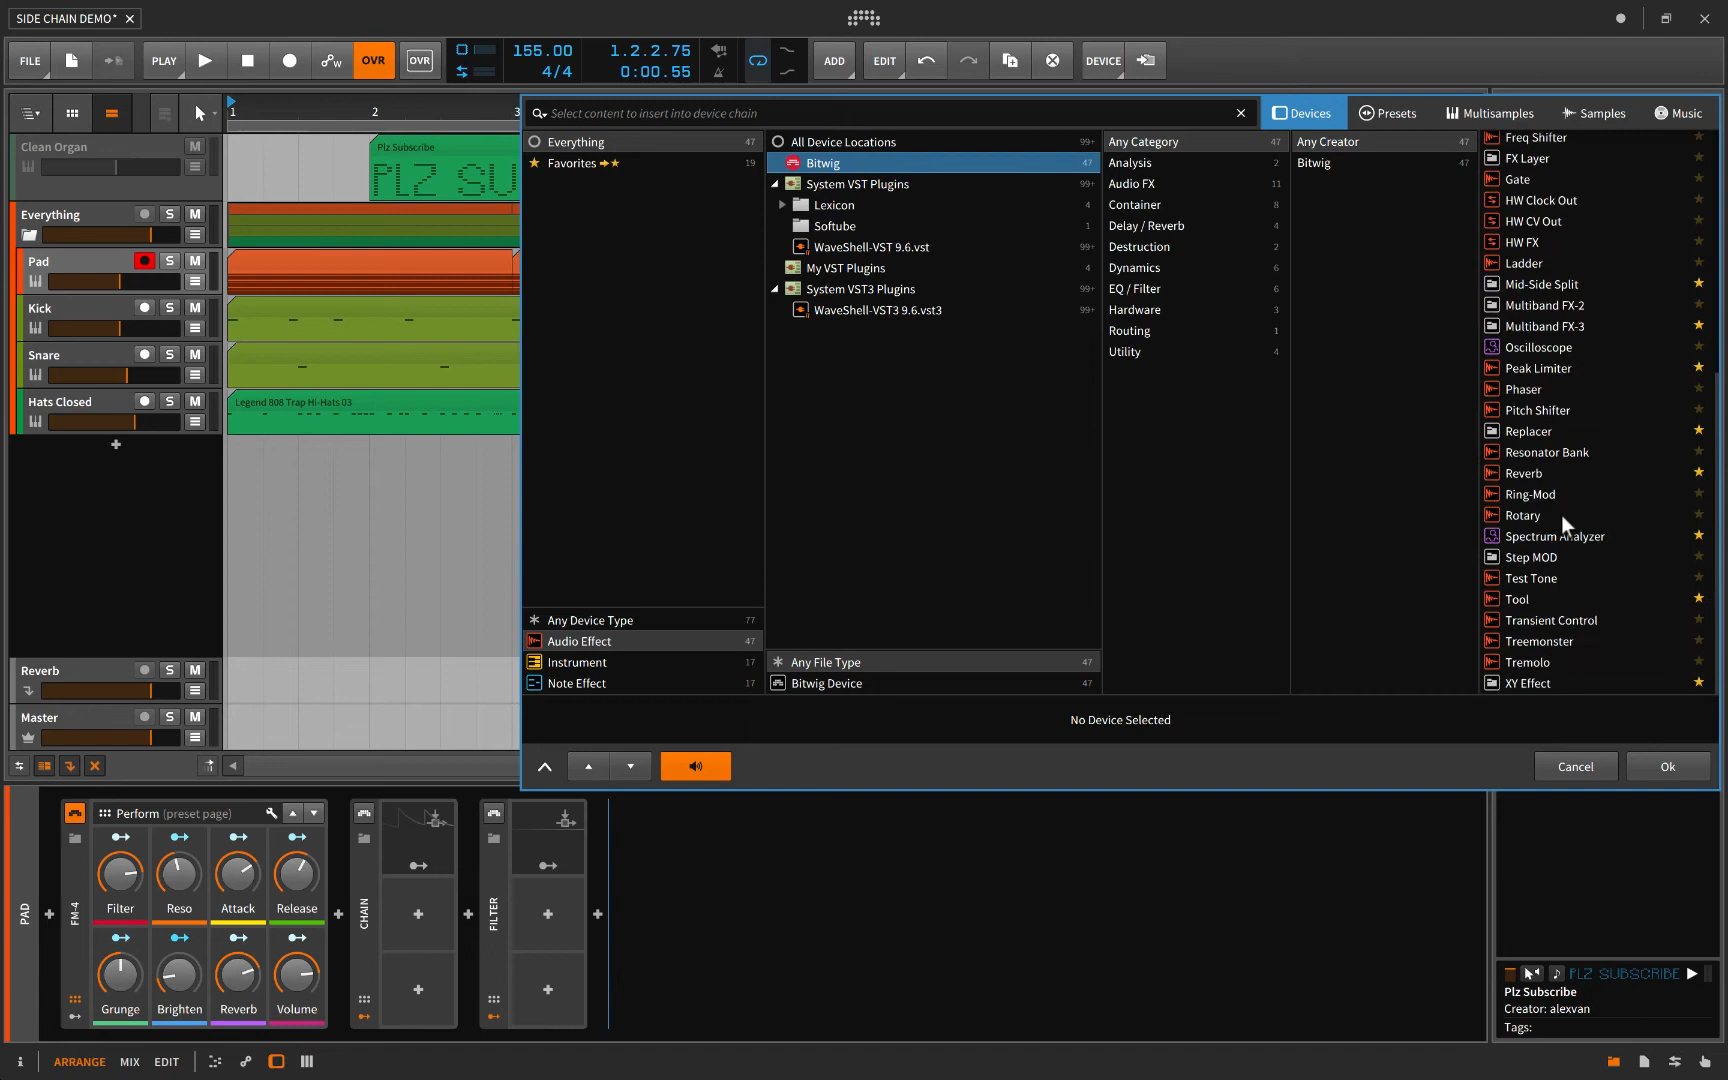 SIDE CHAIN DEMO*
FILE
PLAY
OVR
OVR
155.00
4/4
1.2.2.75
0:00.55
ADD
EDIT
DEVICE
1
2
3
Select content to insert into device chain
Devices
Presets
Multisamples
Samples
Music
Clean Organ
M
Plz Subscribe
PLZ SU
Everything
S
M
Pad
S
M
Kick
S
M
Snare
S
M
Hats Closed
S
M
Legend 808 Trap Hi-Hats 03
Reverb
S
M
Master
S
M
Everything 47
Favorites 19
Any Device Type 77
Audio Effect 47
Instrument 17
Note Effect 17
All Device Locations 99+
Bitwig 47
System VST Plugins 99+
Lexicon 4
Softube 1
WaveShell-VST 9.6.vst 99+
My VST Plugins 4
System VST3 Plugins 99+
WaveShell-VST3 9.6.vst3 99+
Any File Type 47
Bitwig Device 47
Any Category 47
Analysis 2
Audio FX 11
Container 8
Delay / Reverb 4
Destruction 2
Dynamics 6
EQ / Filter 6
Hardware 3
Routing 1
Utility 4
Any Creator 47
Bitwig 47
Freq Shifter
FX Layer
Gate
HW Clock Out
HW CV Out
HW FX
Ladder
Mid-Side Split
Multiband FX-2
Multiband FX-3
Oscilloscope
Peak Limiter
Phaser
Pitch Shifter
Replacer
Resonator Bank
Reverb
Ring-Mod
Rotary
Spectrum Analyzer
Step MOD
Test Tone
Tool
Transient Control
Treemonster
Tremolo
XY Effect
No Device Selected
Cancel
Ok
PAD
FM-4
Perform (preset page)
Filter
Reso
Attack
Release
Grunge
Brighten
Reverb
Volume
CHAIN
FILTER
PLZ SUBSCRIBE
Plz Subscribe
Creator: alexvan
Tags:
i
ARRANGE
MIX
EDIT